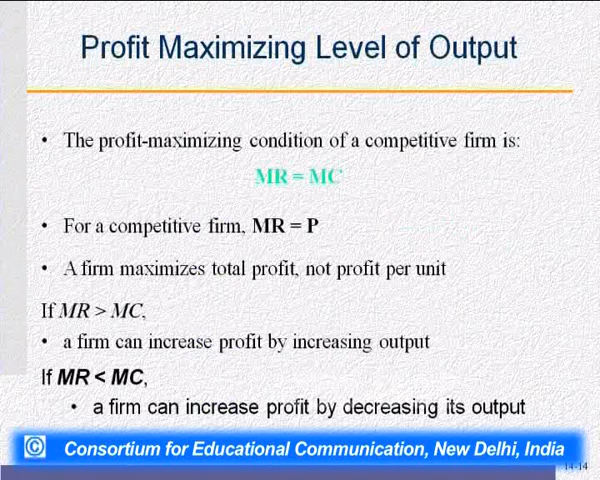 Profit Maximizing Level of Output
• The profit-maximizing condition of a competitive firm is:
MR = MC
• For a competitive firm, MR = P
• A firm maximizes total profit, not profit per unit
If MR > MC,
• a firm can increase profit by increasing output
If MR < MC,
• a firm can increase profit by decreasing its output
© Consortium for Educational Communication, New Delhi, India
14-14